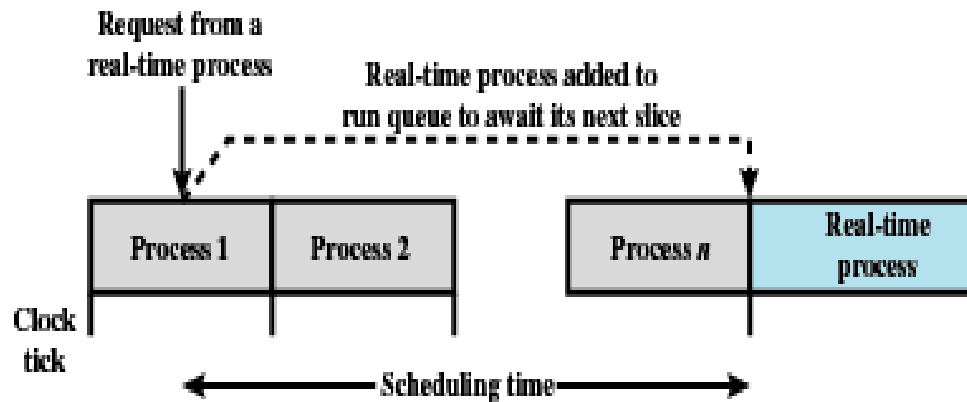 Request from a
real-time process
Real-time process added to
run queue to await its next slice
Process 1
Process 2
Process n
Real-time
process
Clock
tick
Scheduling time